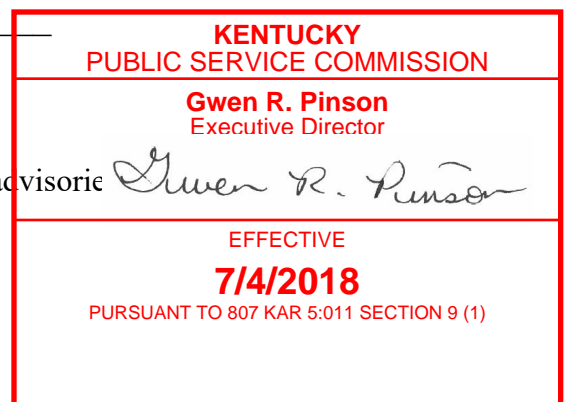 KENTUCKY
PUBLIC SERVICE COMMISSION
Gwen R. Pinson
Executive Director
advisorie
Gwen R. Pinson
EFFECTIVE
7/4/2018
PURSUANT TO 807 KAR 5:011 SECTION 9 (1)